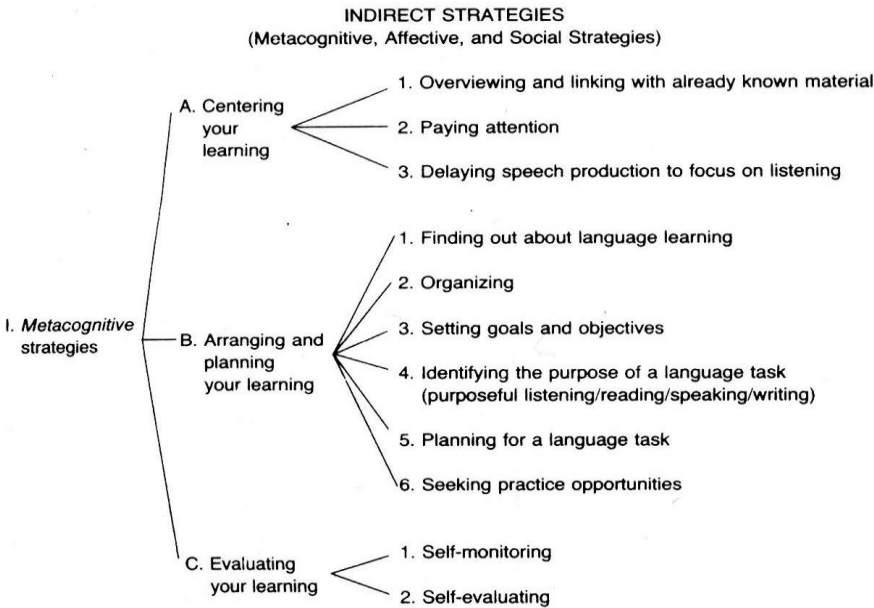 INDIRECT STRATEGIES
(Metacognitive, Affective, and Social Strategies)
I. Metacognitive
strategies
A. Centering
your
learning
1. Overviewing and linking with already known material
2. Paying attention
3. Delaying speech production to focus on listening
B. Arranging and
planning
your learning
1. Finding out about language learning
2. Organizing
3. Setting goals and objectives
4. Identifying the purpose of a language task
(purposeful listening/reading/speaking/writing)
5. Planning for a language task
6. Seeking practice opportunities
C. Evaluating
your learning
1. Self-monitoring
2. Self-evaluating